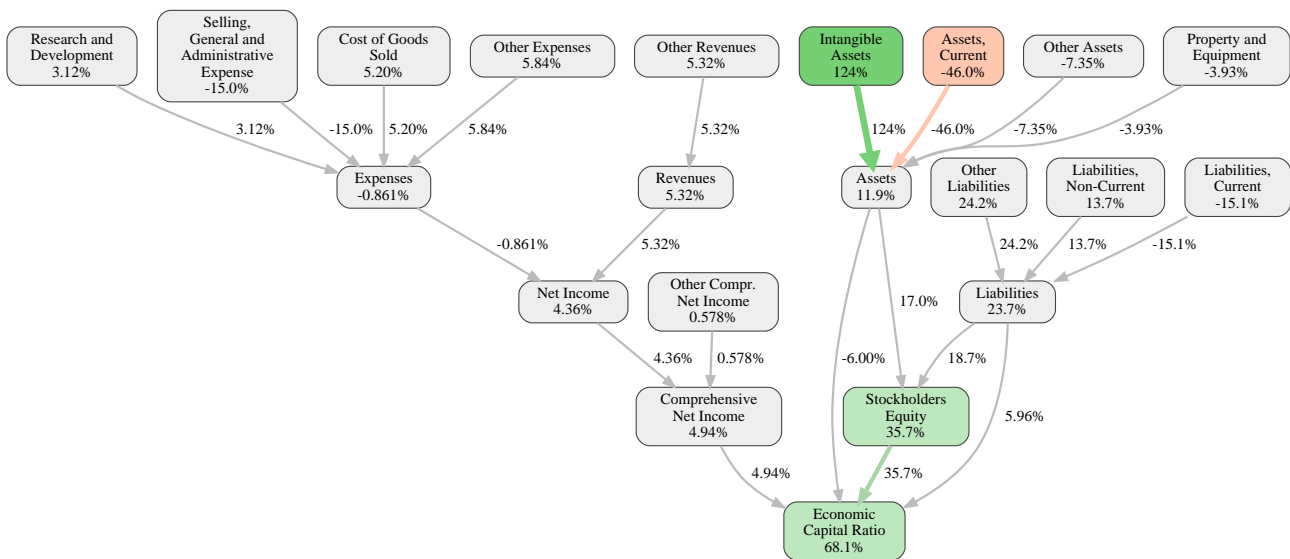 Research and
Development
3.12%
Selling,
General and
Administrative
Expense
-15.0%
Cost of Goods
Sold
5.20%
Other Expenses
5.84%
Other Revenues
5.32%
Intangible
Assets
124%
Assets,
Current
-46.0%
Other Assets
-7.35%
Property and
Equipment
-3.93%
3.12%
-15.0%
5.20%
5.84%
5.32%
124%
-46.0%
-7.35%
-3.93%
Expenses
-0.861%
Revenues
5.32%
Assets
11.9%
Other
Liabilities
24.2%
Liabilities,
Non-Current
13.7%
Liabilities,
Current
-15.1%
-0.861%
5.32%
24.2%
13.7%
-15.1%
Net Income
4.36%
Other Compr.
Net Income
0.578%
17.0%
Liabilities
23.7%
4.36%
0.578%
-6.00%
18.7%
Comprehensive
Net Income
4.94%
Stockholders
Equity
35.7%
5.96%
4.94%
35.7%
Economic
Capital Ratio
68.1%